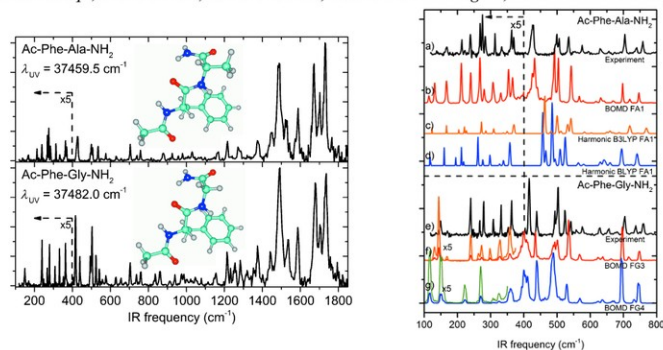 Ac-Phe-Ala-NH2
λUV = 37459.5 cm-1
x5
Ac-Phe-Gly-NH2
λUV = 37482.0 cm-1
x5
200 400 600 800 1000 1200 1400 1600 1800
IR frequency (cm-1)
x5 Ac-Phe-Ala-NH2
a)
Experiment
b)
BOMD FA1
c)
Harmonic B3LYP FA1
d)
Harmonic BLYP FA1
Ac-Phe-Gly-NH2
e)
Experiment
f)
x5
BOMD FG3
g)
x5
BOMD FG4
100 200 300 400 500 600 700 800
IR frequency (cm-1)